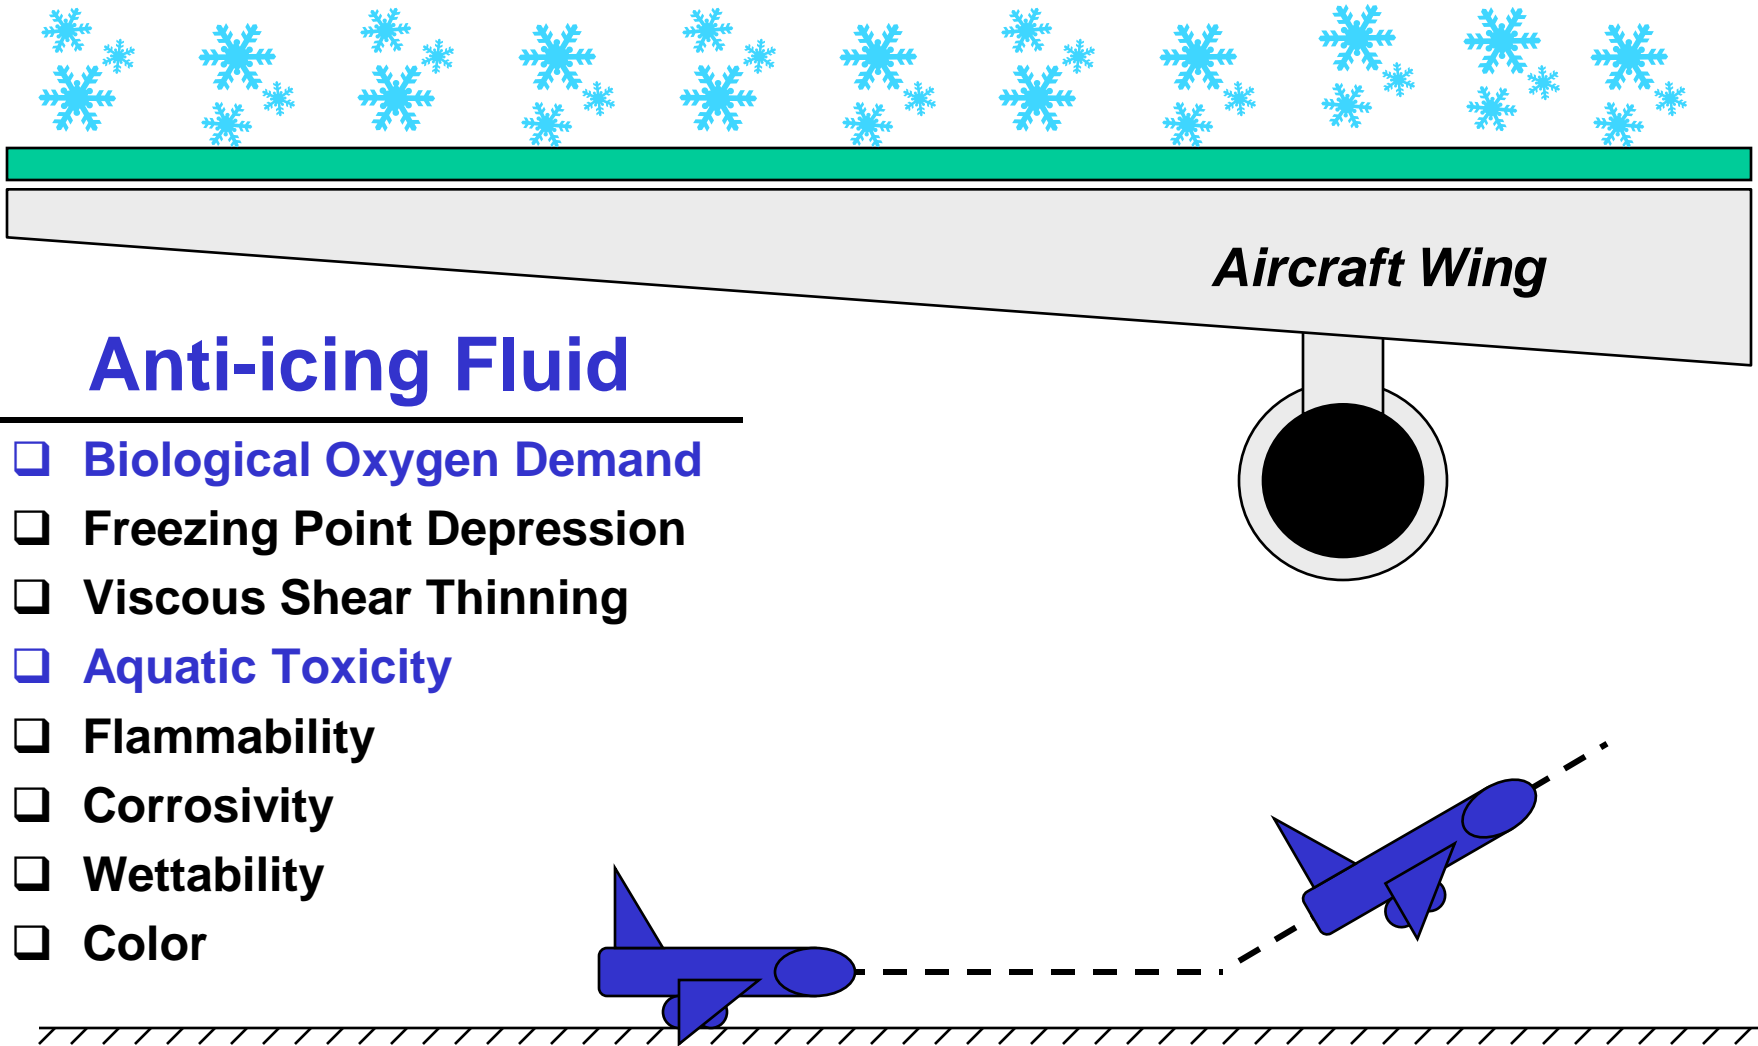 Aircraft Wing
Anti-icing Fluid
❑ Biological Oxygen Demand
❑ Freezing Point Depression
❑ Viscous Shear Thinning
❑ Aquatic Toxicity
❑ Flammability
❑ Corrosivity
❑ Wettability
❑ Color